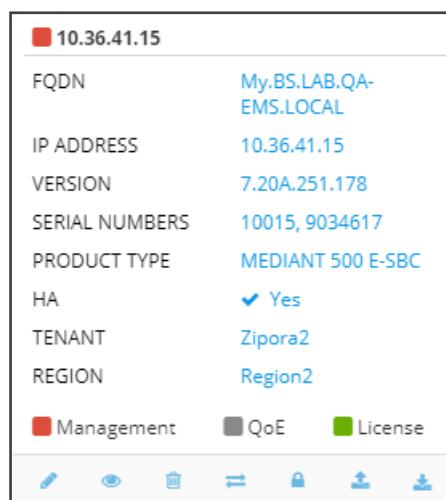 10.36.41.15
FQDN My.BS.LAB.QA-
EMS.LOCAL
IP ADDRESS 10.36.41.15
VERSION 7.20A.251.178
SERIAL NUMBERS 10015, 9034617
PRODUCT TYPE MEDIANT 500 E-SBC
HA Yes
TENANT Zipora2
REGION Region2
Management QoE License